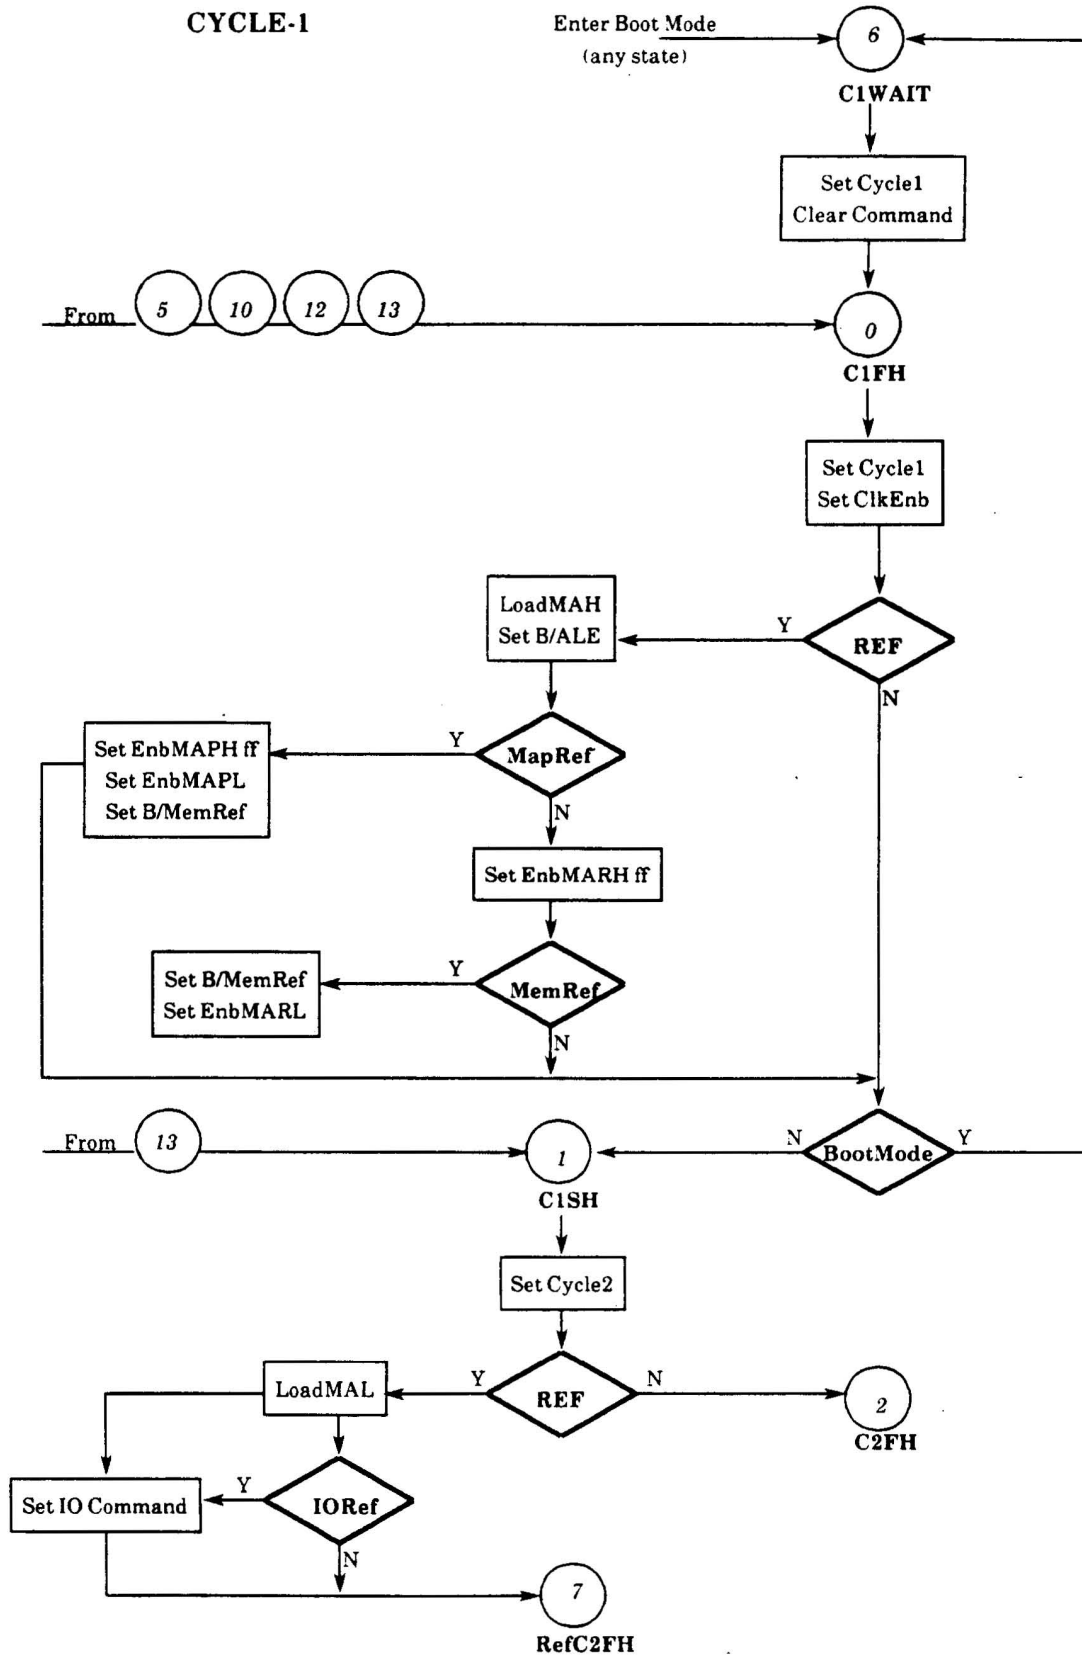 CYCLE-1
Enter Boot Mode
(any state)
6
C1WAIT
Set Cycle1
Clear Command
From
5
10
12
13
0
C1FH
Set Cycle1
Set ClkEnb
REF
Y
N
LoadMAH
Set B/ALE
MapRef
Y
N
Set EnbMAPH ff
Set EnbMAPL
Set B/MemRef
Set EnbMARH ff
MemRef
Y
N
Set B/MemRef
Set EnbMARL
From
13
1
C1SH
N
BootMode
Y
Set Cycle2
REF
Y
N
2
C2FH
LoadMAL
Set IO Command
Y
IORef
N
7
RefC2FH